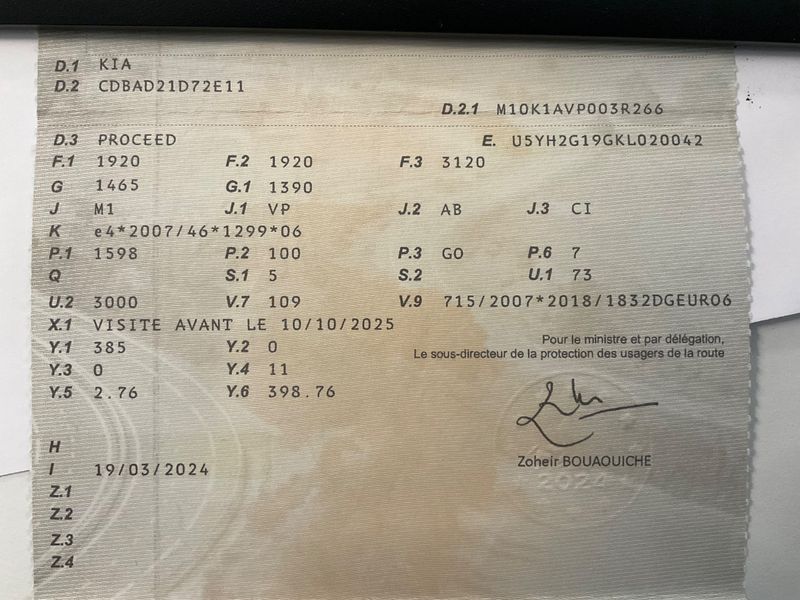 D.1 KIA
D.2 CDBAD21D72E11
D.2.1 M10K1AVP003R266
D.3 PROCEED E. U5YH2G19GKL020042
F.1 1920 F.2 1920 F.3 3120
G 1465 G.1 1390
J M1 J.1 VP J.2 AB J.3 CI
K e4*2007/46*1299*06
P.1 1598 P.2 100 P.3 GO P.6 7
Q S.1 5 S.2 U.1 73
U.2 3000 V.7 109 V.9 715/2007*2018/1832DGEURO6
X.1 VISITE AVANT LE 10/10/2025
Y.1 385 Y.2 0
Pour le ministre et par délégation,
Le sous-directeur de la protection des usagers de la route
Y.3 0 Y.4 11
Y.5 2.76 Y.6 398.76
H
Zoheir BOUAOUICHE
I 19/03/2024
2024
Z.1
Z.2
Z.3
Z.4